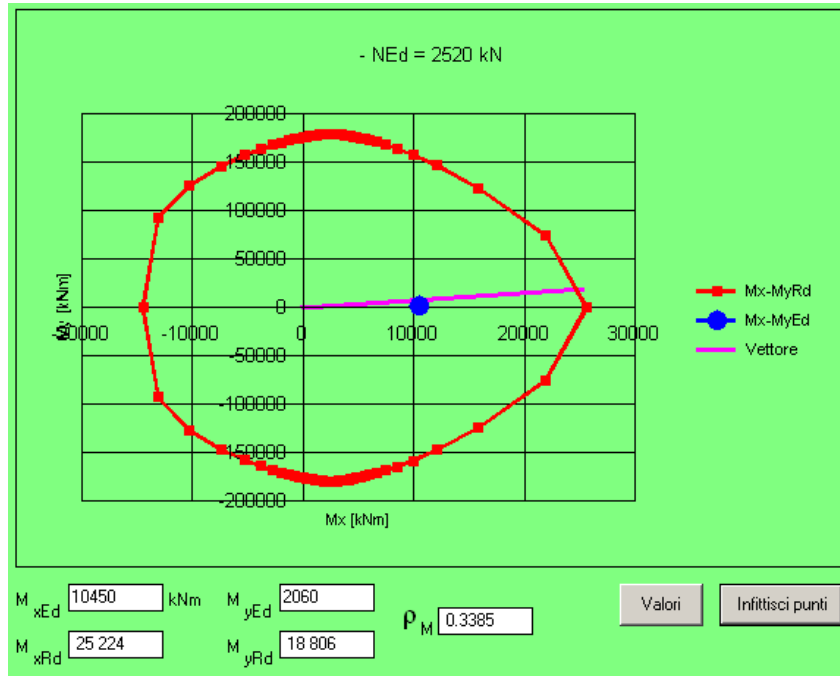 - NEd = 2520 kN
200000
150000
100000
50000
0
-20000 -10000 0 10000 20000 30000
-50000
-100000
-150000
-200000
My [kNm]
Mx [kNm]
Mx-MyRd
Mx-MyEd
Vettore
M xEd 10450 kNm M yEd 2060
ρ M 0.3385
Valori Infittisci punti
M xRd 25 224 M yRd 18 806